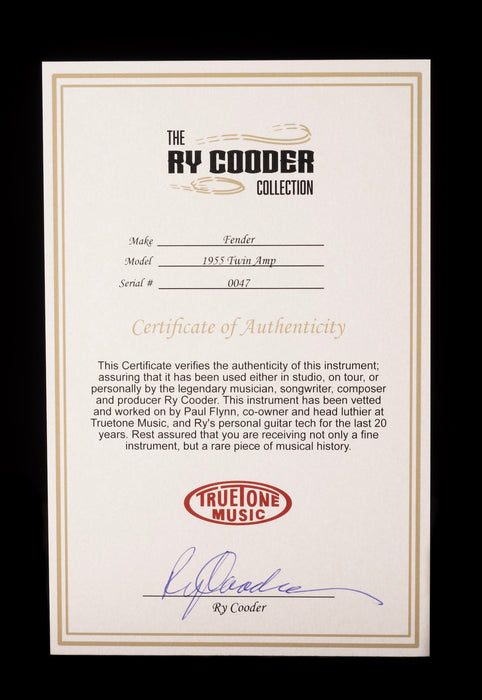 THE
RY COODER
COLLECTION
Make Fender
Model 1955 Twin Amp
Serial # 0047
Certificate of Authenticity
This Certificate verifies the authenticity of this instrument;
assuring that it has been used either in studio, on tour, or
personally by the legendary musician, songwriter, composer
and producer Ry Cooder. This instrument has been vetted
and worked on by Paul Flynn, co-owner and head luthier at
Truetone Music, and Ry's personal guitar tech for the last 20
years. Rest assured that you are receiving not only a fine
instrument, but a rare piece of musical history.
TRUETONE
MUSIC
Ry Cooder
Ry Cooder